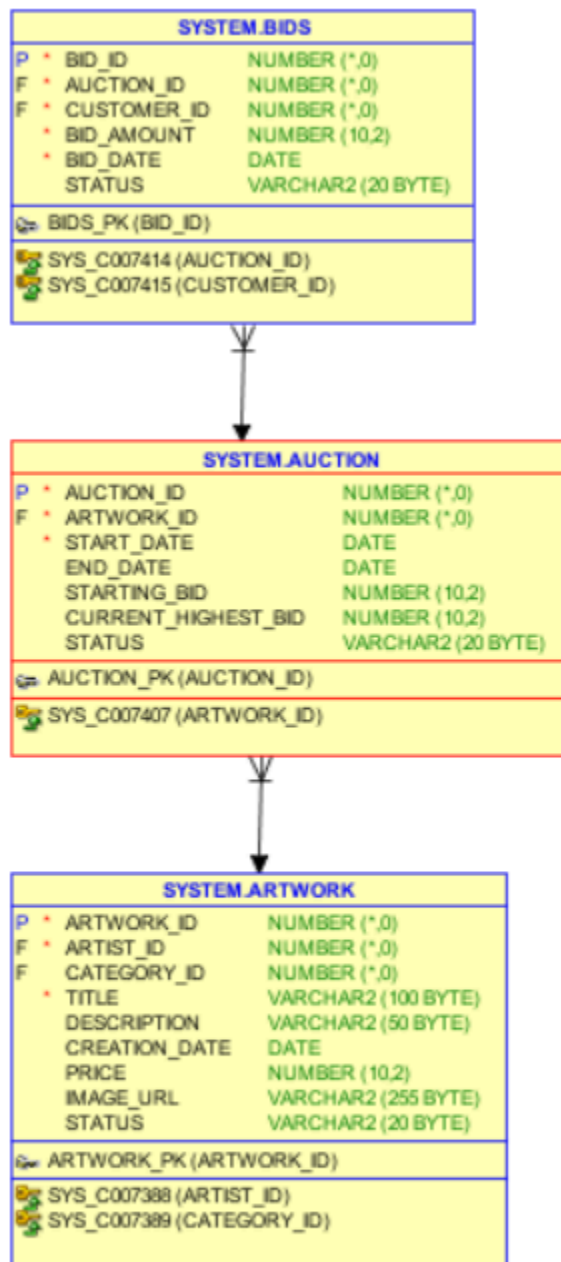 SYSTEM.BIDS
P * BID_ID NUMBER (*,0)
F * AUCTION_ID NUMBER (*,0)
F * CUSTOMER_ID NUMBER (*,0)
* BID_AMOUNT NUMBER (10,2)
* BID_DATE DATE
STATUS VARCHAR2 (20 BYTE)
BIDS_PK (BID_ID)
SYS_C007414 (AUCTION_ID)
SYS_C007415 (CUSTOMER_ID)
SYSTEM.AUCTION
P * AUCTION_ID NUMBER (*,0)
F * ARTWORK_ID NUMBER (*,0)
* START_DATE DATE
END_DATE DATE
STARTING_BID NUMBER (10,2)
CURRENT_HIGHEST_BID NUMBER (10,2)
STATUS VARCHAR2 (20 BYTE)
AUCTION_PK (AUCTION_ID)
SYS_C007407 (ARTWORK_ID)
SYSTEM.ARTWORK
P * ARTWORK_ID NUMBER (*,0)
F * ARTIST_ID NUMBER (*,0)
F CATEGORY_ID NUMBER (*,0)
* TITLE VARCHAR2 (100 BYTE)
DESCRIPTION VARCHAR2 (50 BYTE)
CREATION_DATE DATE
PRICE NUMBER (10,2)
IMAGE_URL VARCHAR2 (255 BYTE)
STATUS VARCHAR2 (20 BYTE)
ARTWORK_PK (ARTWORK_ID)
SYS_C007388 (ARTIST_ID)
SYS_C007389 (CATEGORY_ID)